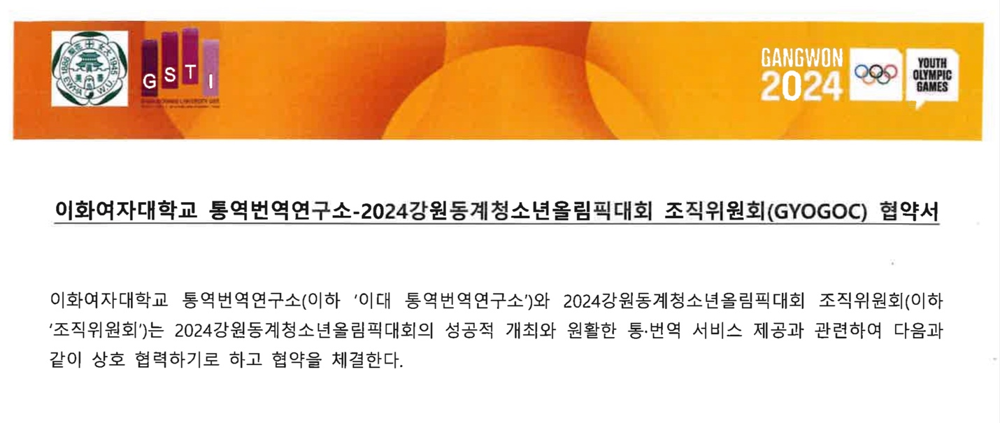 1886 梨花女大 1945
EWHA W.U.
GSTI
GANGWON
2024
YOUTH
OLYMPIC
GAMES
이화여자대학교 통역번역연구소-2024강원동계청소년올림픽대회 조직위원회(GYOGOC) 협약서
이화여자대학교 통역번역연구소(이하 '이대 통역번역연구소')와 2024강원동계청소년올림픽대회 조직위원회(이하
'조직위원회')는 2024강원동계청소년올림픽대회의 성공적 개최와 원활한 통·번역 서비스 제공과 관련하여 다음과
같이 상호 협력하기로 하고 협약을 체결한다.